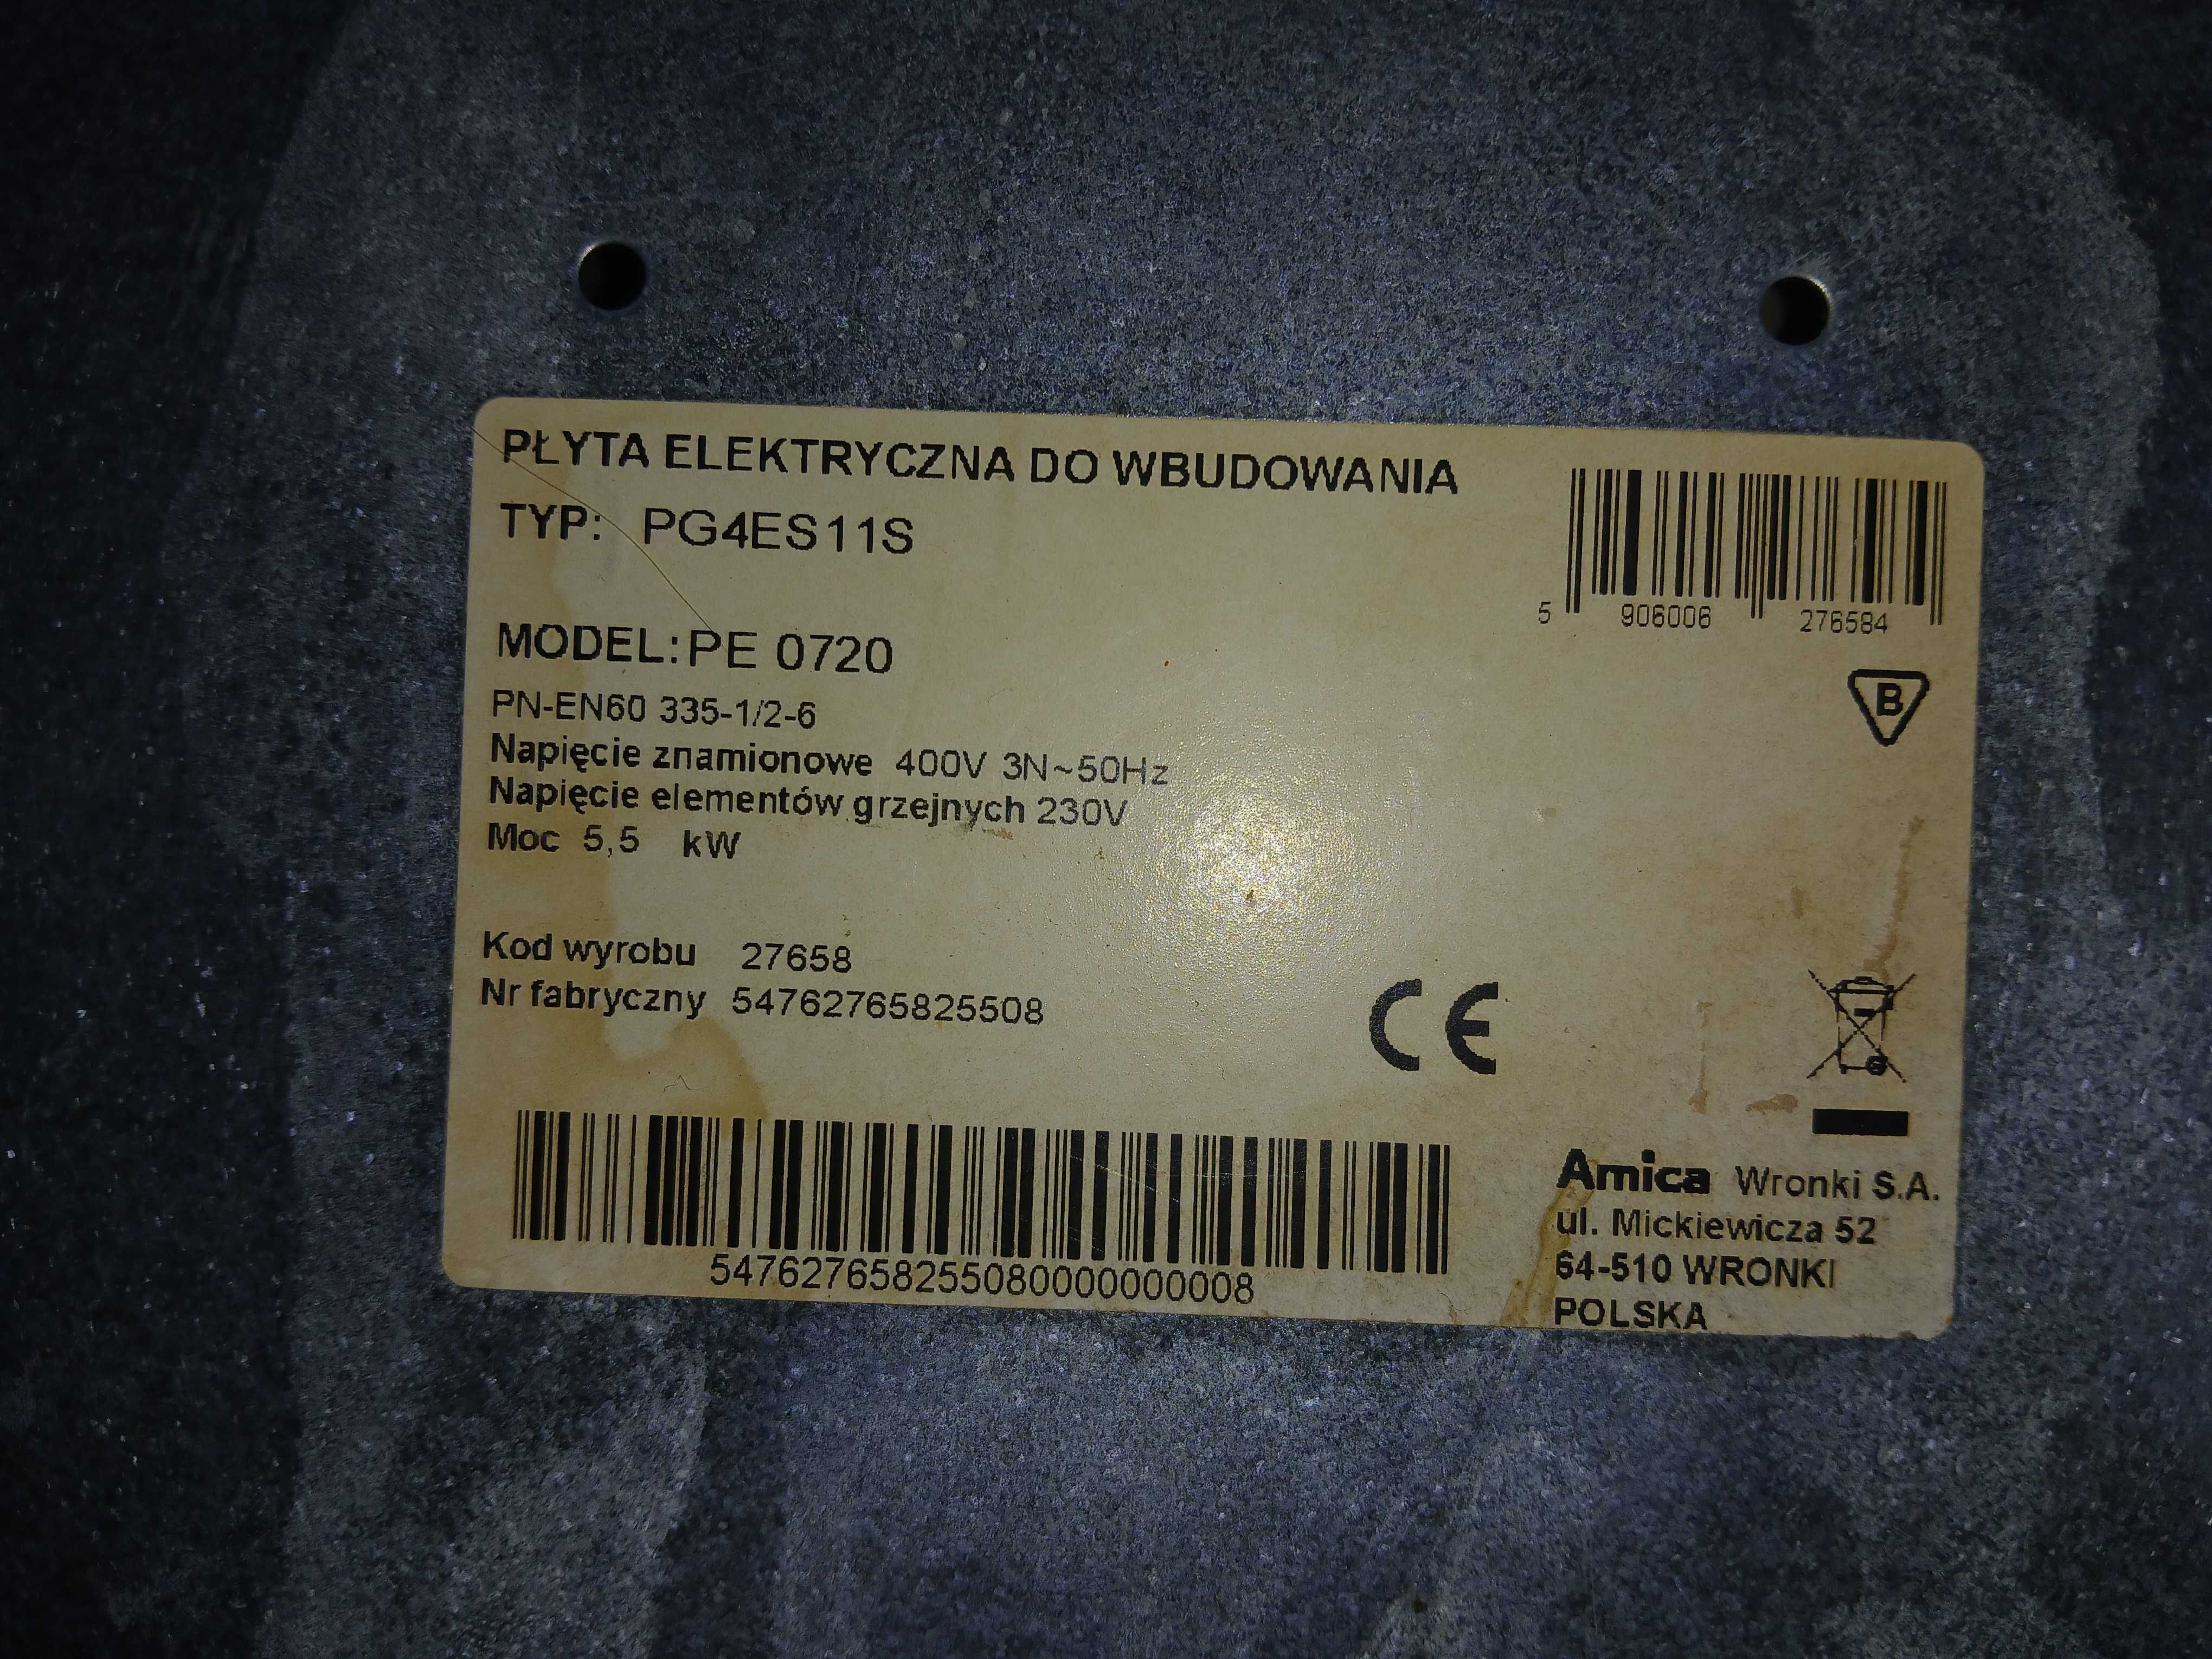 PŁYTA ELEKTRYCZNA DO WBUDOWANIA
TYP: PG4ES11S
5 906006 276584
MODEL: PE 0720
B
PN-EN60 335-1/2-6
Napięcie znamionowe 400V 3N~50Hz
Napięcie elementów grzejnych 230V
Moc 5,5 kW
Kod wyrobu 27658
Nr fabryczny 54762765825508
CE
547627658255080000000008
Amica Wronki S.A.
ul. Mickiewicza 52
64-510 WRONKI
POLSKA